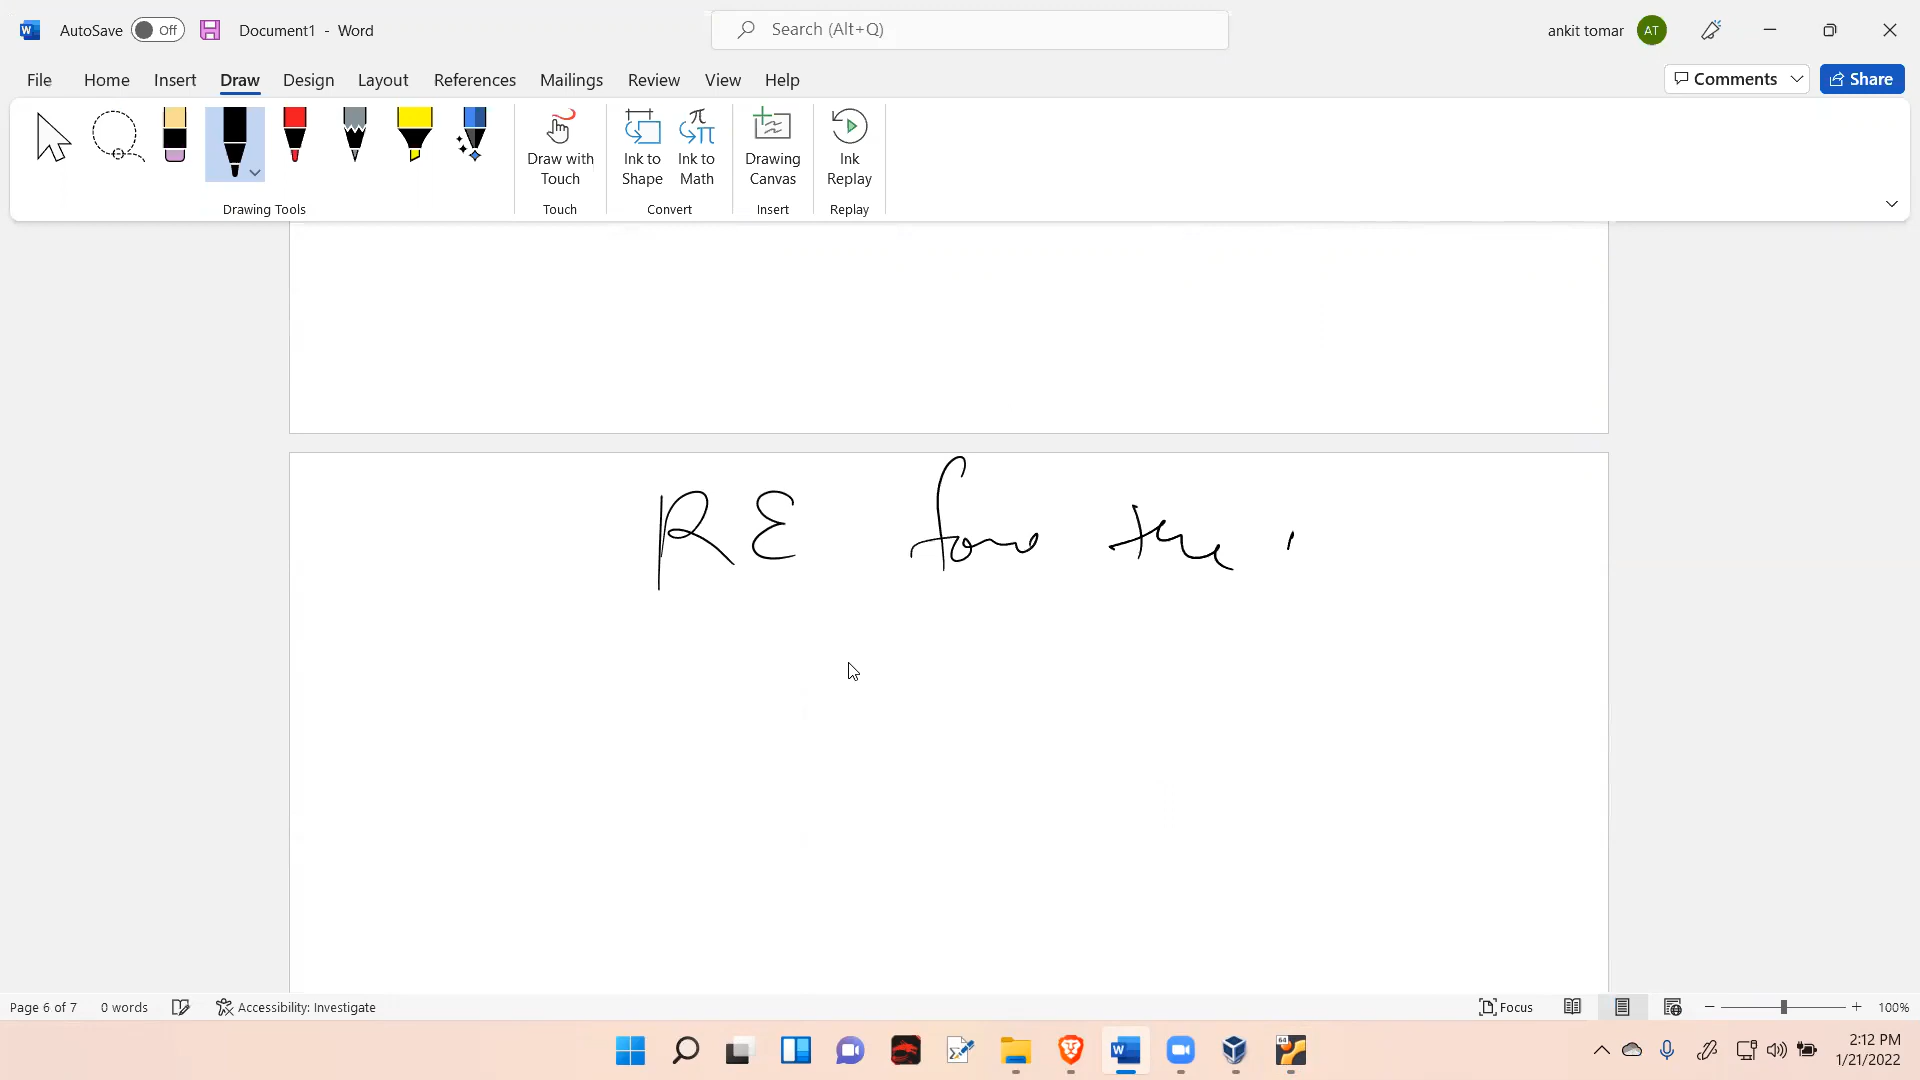 AutoSave Off Document1 - Word Search (Alt+Q) ankit tomar AT
File Home Insert Draw Design Layout References Mailings Review View Help Comments Share
Draw with Touch
Ink to Shape
Ink to Math
Drawing Canvas
Ink Replay
Drawing Tools Touch Convert Insert Replay
RE for the
Page 6 of 7 0 words Accessibility: Investigate Focus 100%
64
2:12 PM
1/21/2022